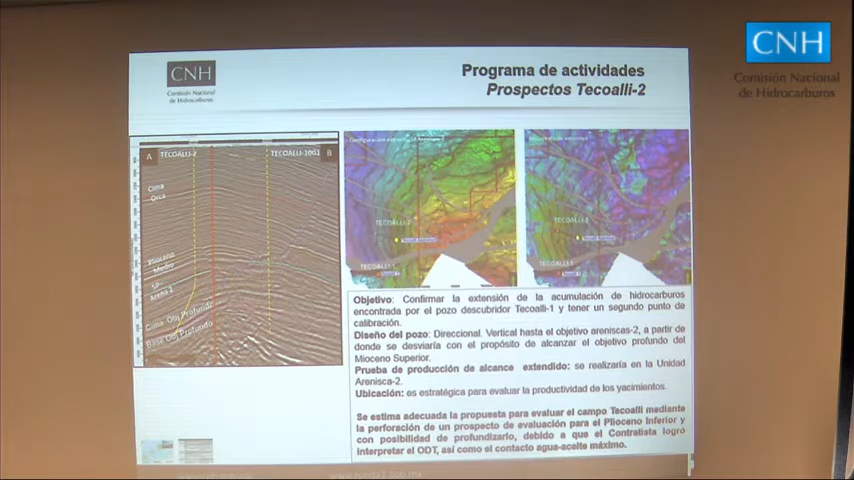 CNH
Comisión Nacional
de Hidrocarburos
CNH
Comisión Nacional
de Hidrocarburos
Programa de actividades
Prospectos Tecoalli-2
A
TECOALLI-2
TECOALLI-1001
B
Cima
Orca
Plioceno
Medio
Arena 2
Cima Obj Profundo
Base Obj Profundo
TECOALLI-2
TECOALLI-1
TECOALLI-2
TECOALLI-1
Objetivo: Confirmar la extensión de la acumulación de hidrocarburos
encontrada por el pozo descubridor Tecoalli-1 y tener un segundo punto de
calibración.
Diseño del pozo: Direccional. Vertical hasta el objetivo areniscas-2, a partir de
donde se desviaría con el propósito de alcanzar el objetivo profundo del
Mioceno Superior.
Prueba de producción de alcance extendido: se realizaría en la Unidad
Arenisca-2.
Ubicación: es estratégica para evaluar la productividad de los yacimientos.
Se estima adecuada la propuesta para evaluar el campo Tecoalli mediante
la perforación de un prospecto de evaluación para el Plioceno Inferior y
con posibilidad de profundizarlo, debido a que el Contratista logró
interpretar el ODT, así como el contacto agua-aceite máximo.